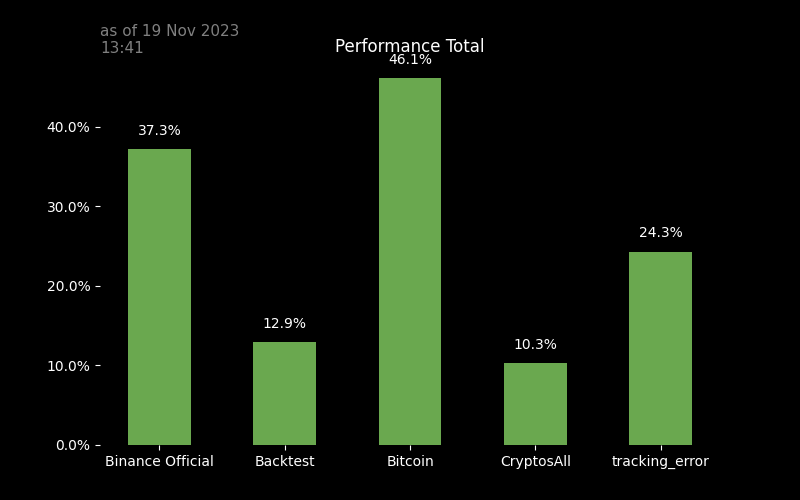 as of 19 Nov 2023
13:41
Performance Total
46.1%
37.3%
24.3%
12.9%
10.3%
40.0%
30.0%
20.0%
10.0%
0.0%
Binance Official
Backtest
Bitcoin
CryptosAll
tracking_error